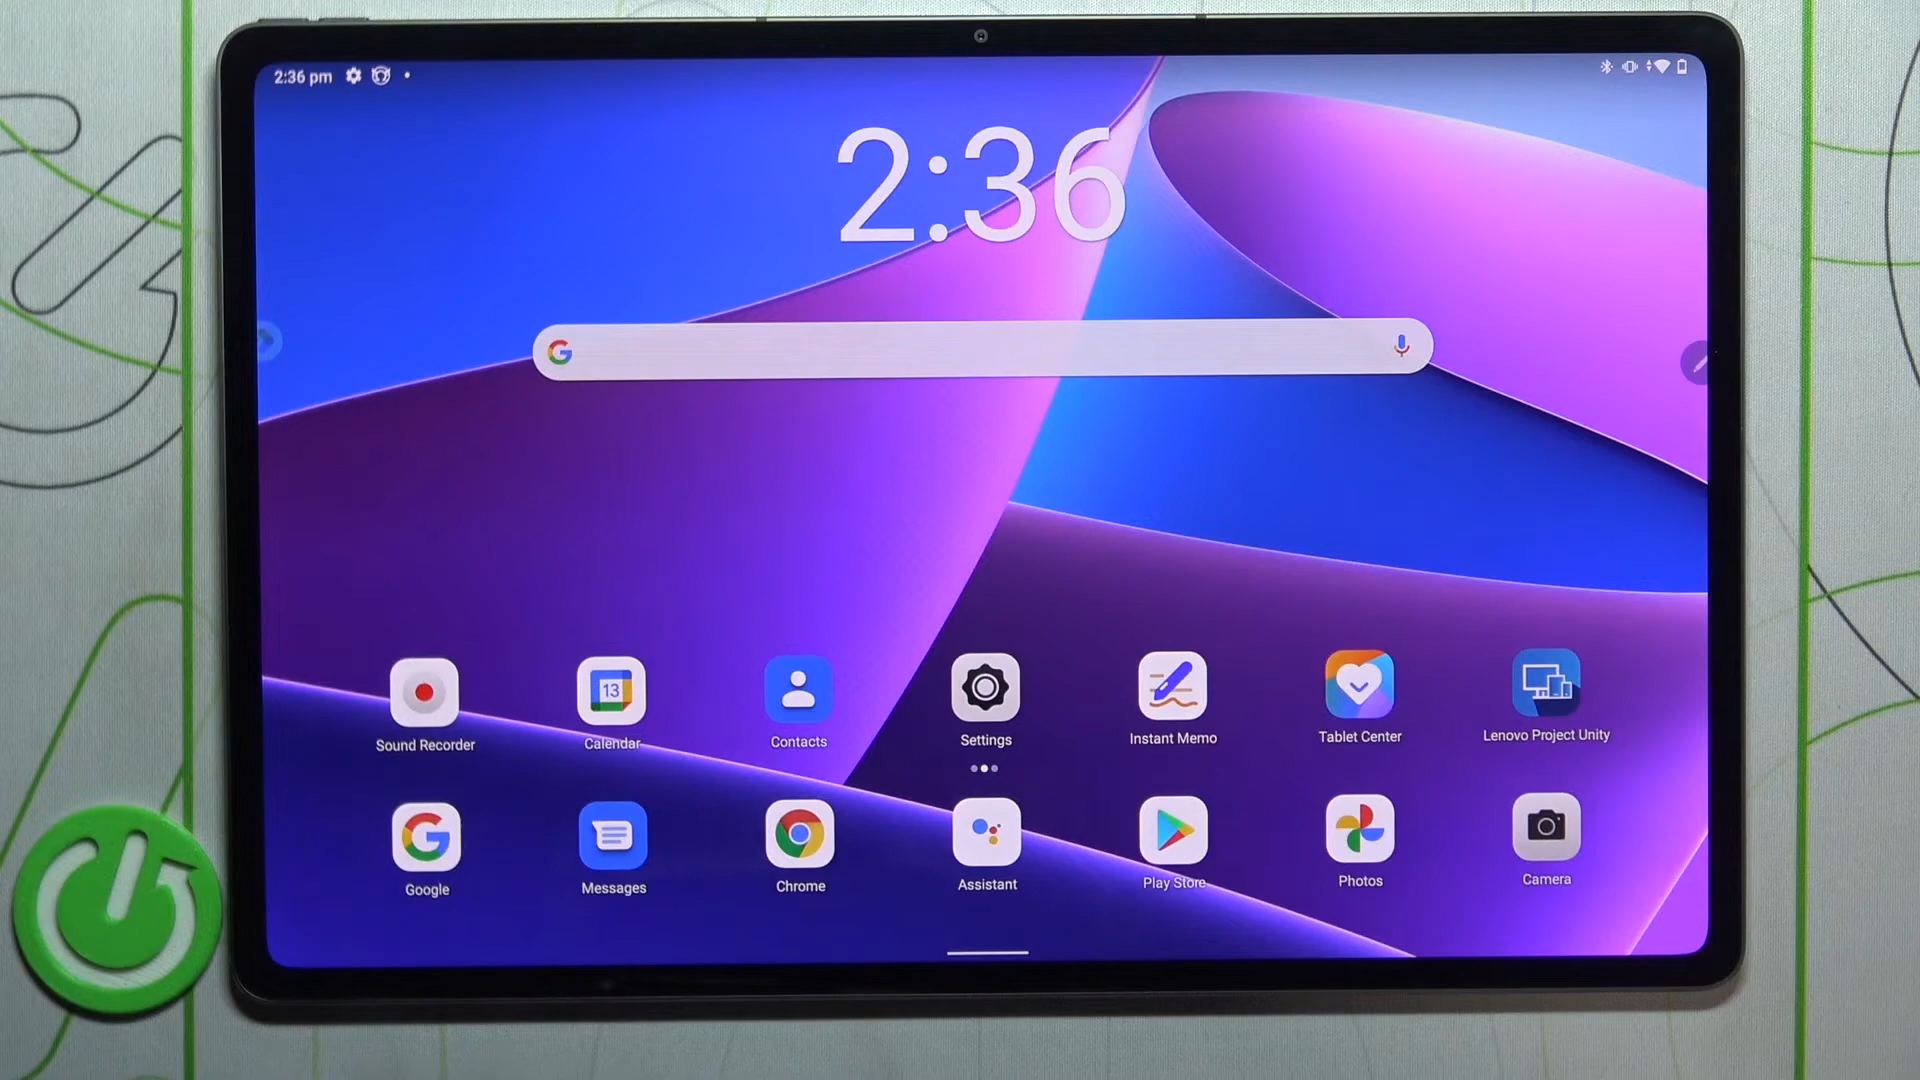 2:36 pm
2:36
Sound Recorder
Calendar
13
Contacts
Settings
Instant Memo
Tablet Center
Lenovo Project Unity
Google
Messages
Chrome
Assistant
Play Store
Photos
Camera